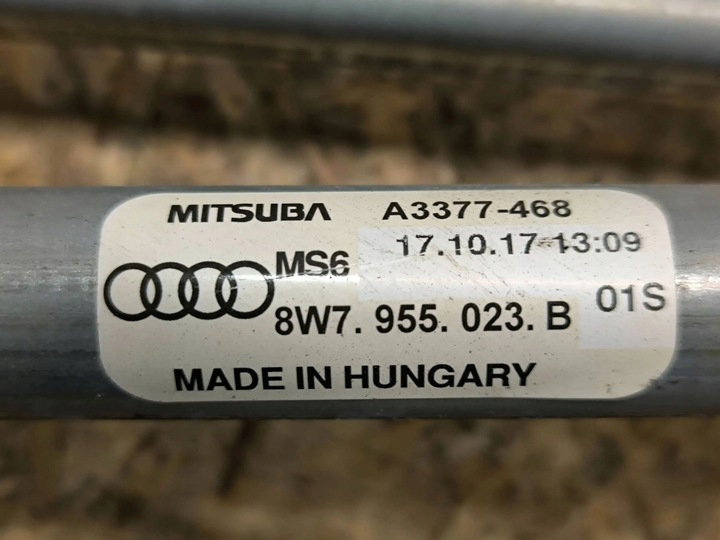 MITSUBA A3377-468
MS6 17.10.17 13:09
8W7. 955. 023. B 01S
MADE IN HUNGARY